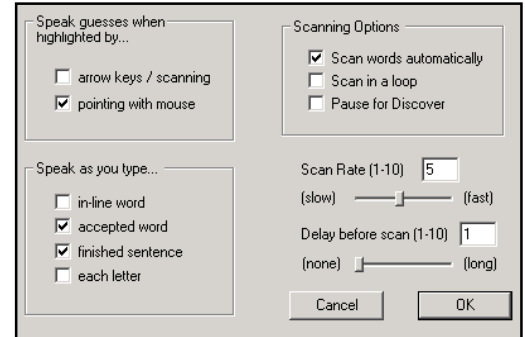 Speak guesses when
highlighted by...
arrow keys / scanning
pointing with mouse
Speak as you type...
in-line word
accepted word
finished sentence
each letter
Scanning Options
Scan words automatically
Scan in a loop
Pause for Discover
Scan Rate (1-10) 5
(slow) (fast)
Delay before scan (1-10) 1
(none) (long)
Cancel OK